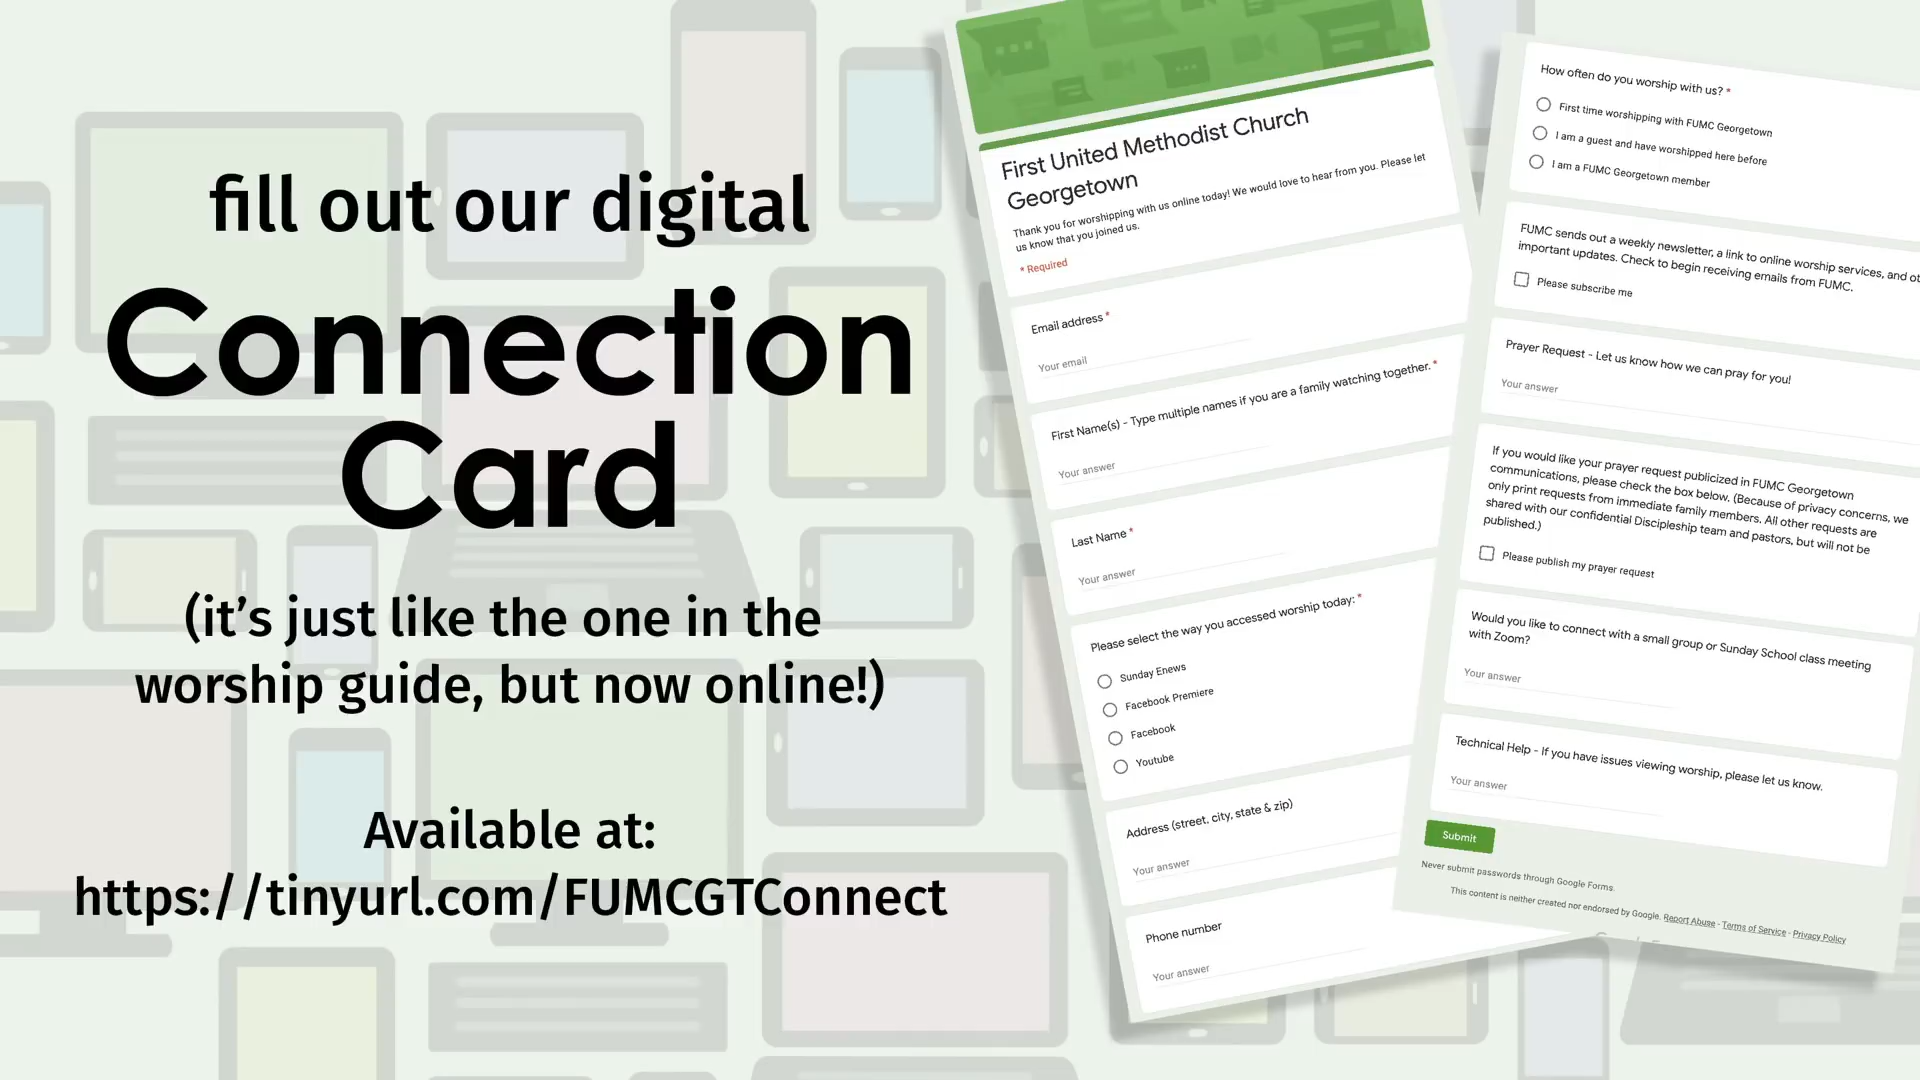 fill out our digital
Connection
Card
(it’s just like the one in the
worship guide, but now online!)
Available at:
https://tinyurl.com/FUMCGTConnect
First United Methodist Church
Georgetown
Thank you for worshipping with us online today! We would love to hear from you. Please let
us know that you joined us.
* Required
Email address *
Your email
First Name(s) - Type multiple names if you are a family watching together. *
Your answer
Last Name *
Your answer
Please select the way you accessed worship today: *
Sunday Enews
Facebook Premiere
Facebook
Youtube
Address (street, city, state & zip)
Your answer
Phone number
Your answer
How often do you worship with us? *
First time worshipping with FUMC Georgetown
I am a guest and have worshipped here before
I am a FUMC Georgetown member
FUMC sends out a weekly newsletter, a link to online worship services, and
important updates. Check to begin receiving emails from FUMC.
Please subscribe me
Prayer Request - Let us know how we can pray for you!
Your answer
If you would like your prayer request publicized in FUMC Georgetown
communications, please check the box below. (Because of privacy concerns, we
only print requests from immediate family members. All other requests are
shared with our confidential Discipleship team and pastors, but will not be
published.)
Please publish my prayer request
Would you like to connect with a small group or Sunday School class meeting
with Zoom?
Your answer
Technical Help - If you have issues viewing worship, please let us know.
Your answer
Submit
Never submit passwords through Google Forms.
This content is neither created nor endorsed by Google. Report Abuse - Terms of Service - Privacy Policy